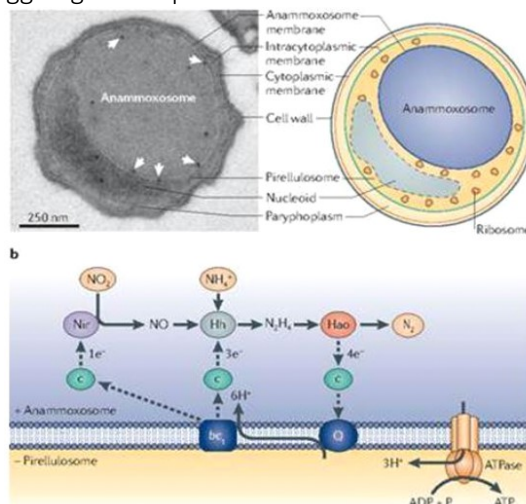 Anammoxosome
membrane
Intracytoplasmic
membrane
Cytoplasmic
membrane
Anammoxosome
Anammoxosome
Cell wall
Pirellulosome
Nucleoid
Paryphoplasm
Ribosome
250 nm
b
NO₂⁻
NH₄⁺
Nir
NO
Hh
N₂H₄
Hao
N₂
1e⁻
3e⁻
4e⁻
c
c
c
6H⁺
+ Anammoxosome
bc₁
Q
– Pirellulosome
3H⁺
ATPase
ADP + P
ATP